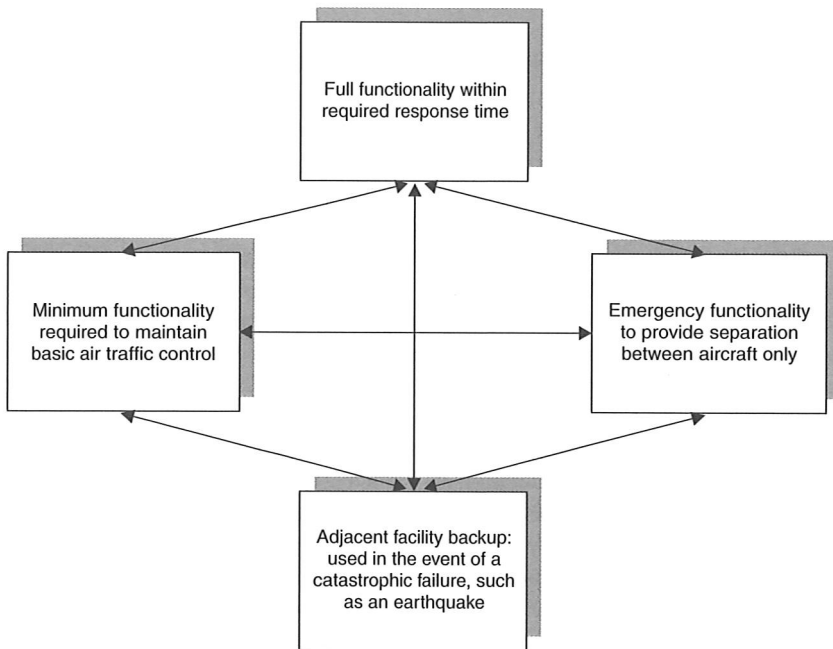 Full functionality within
required response time
Minimum functionality
required to maintain
basic air traffic control
Emergency functionality
to provide separation
between aircraft only
Adjacent facility backup:
used in the event of a
catastrophic failure, such
as an earthquake